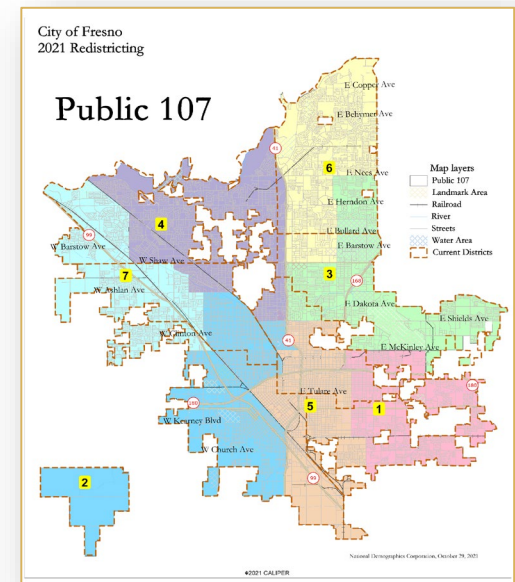 City of Fresno
2021 Redistricting
Public 107
E Copper Ave
E Behymer Ave
41
6
E Nees Ave
E Herndon Ave
E Bullard Ave
E Barstow Ave
Map layers
Public 107
Landmark Area
Railroad
River
Streets
Water Area
Current Districts
4
99
W Barstow Ave
W Shaw Ave
7
3
168
W Ashlan Ave
E Dakota Ave
E Shields Ave
W Clinton Ave
41
E McKinley Ave
E Tulare Ave
180
180
5
1
W Kearney Blvd
W Church Ave
2
99
National Demographics Corporation, October 29, 2021
©2021 CALIPER